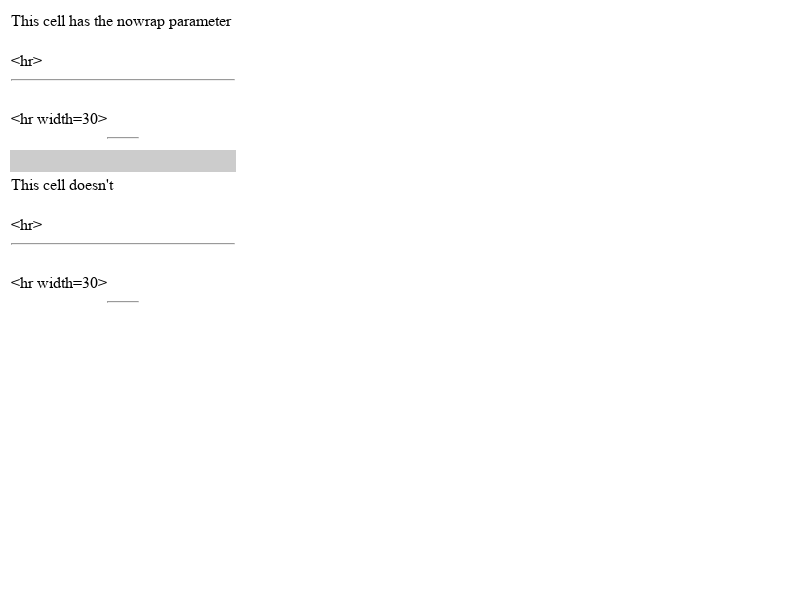 This cell has the nowrap parameter
<hr>
<hr width=30>
This cell doesn't
<hr>
<hr width=30>